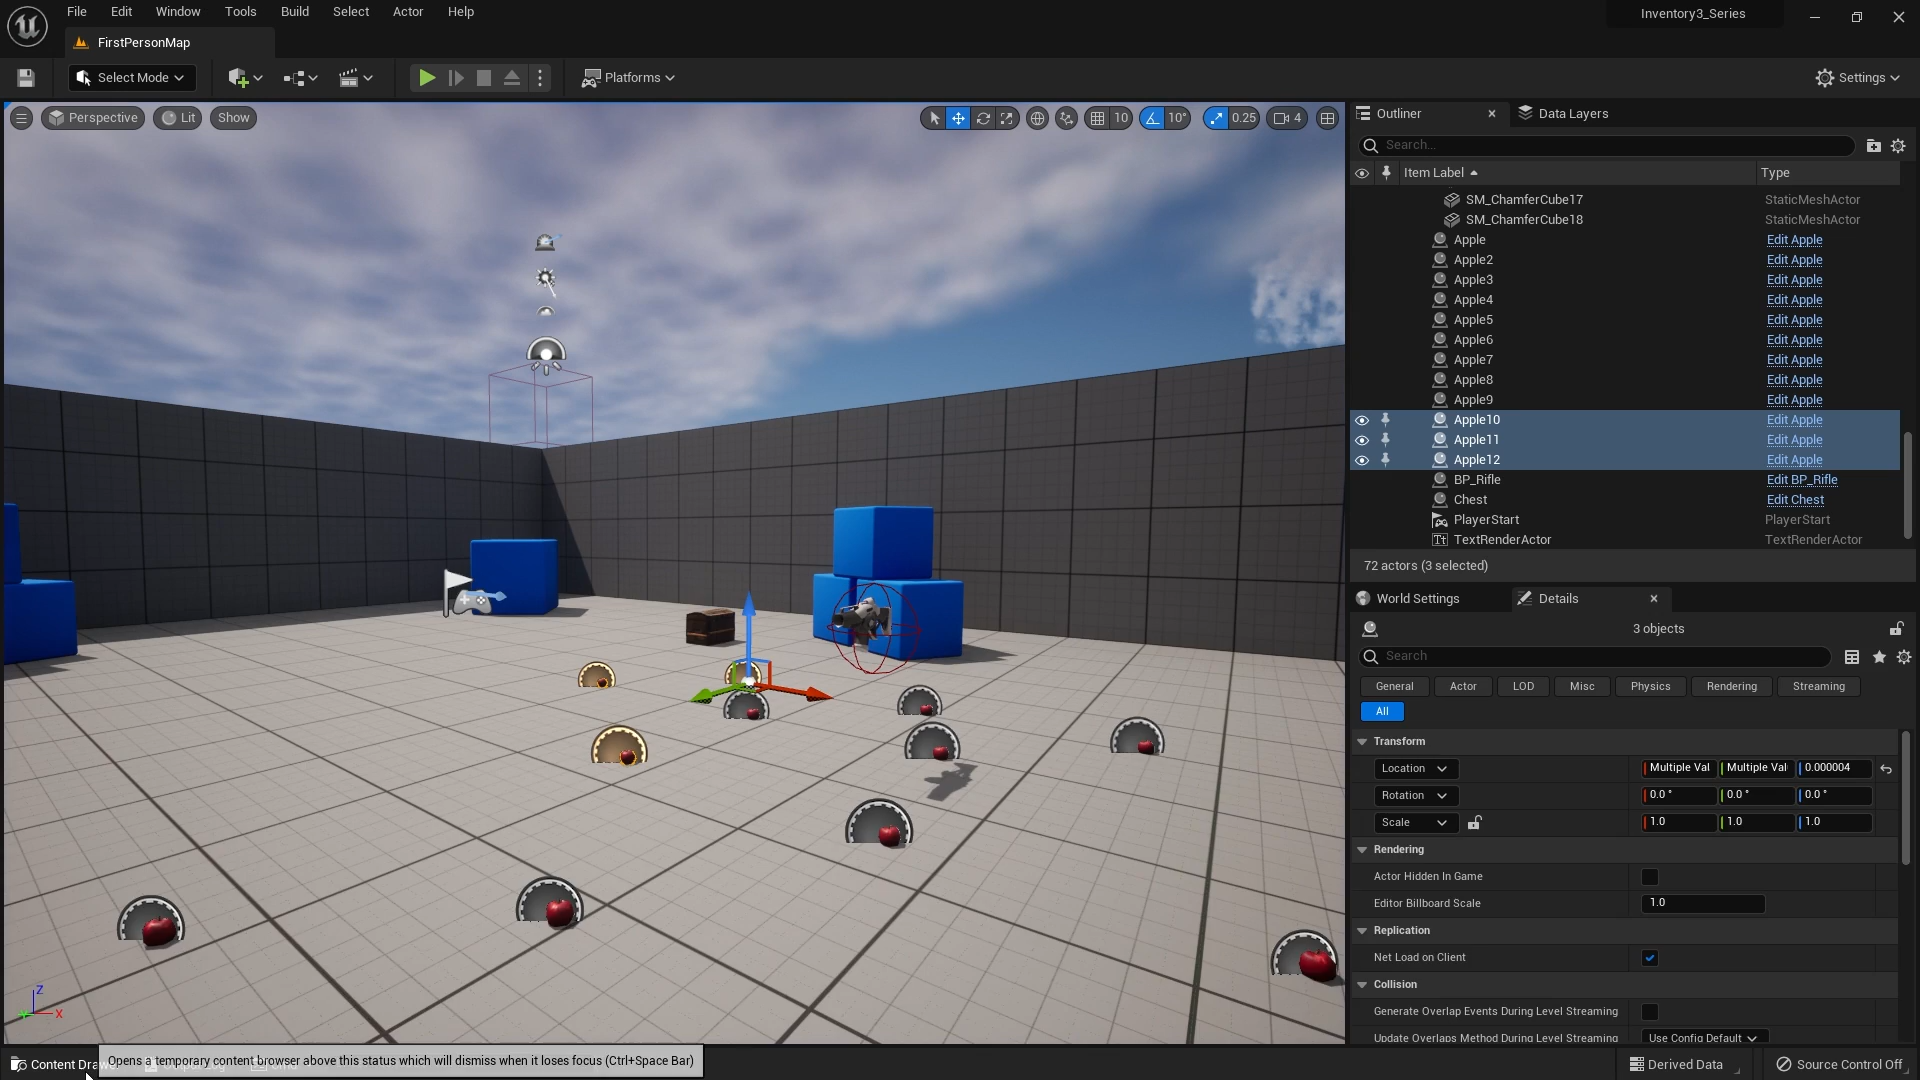 File Edit Window Tools Build Select Actor Help
Inventory3_Series
FirstPersonMap
Select Mode
Platforms
Settings
Perspective Lit Show
10 10° 0.25 4
Outliner
Data Layers
Search...
Item Label Type
SM_ChamferCube17 StaticMeshActor
SM_ChamferCube18 StaticMeshActor
Apple Edit Apple
Apple2 Edit Apple
Apple3 Edit Apple
Apple4 Edit Apple
Apple5 Edit Apple
Apple6 Edit Apple
Apple7 Edit Apple
Apple8 Edit Apple
Apple9 Edit Apple
Apple10 Edit Apple
Apple11 Edit Apple
Apple12 Edit Apple
BP_Rifle Edit BP_Rifle
Chest Edit Chest
PlayerStart PlayerStart
TextRenderActor TextRenderActor
72 actors (3 selected)
World Settings
Details
3 objects
Search
General Actor LOD Misc Physics Rendering Streaming
All
Transform
Location Multiple Val Multiple Val 0.000004
Rotation 0.0 ° 0.0 ° 0.0 °
Scale 1.0 1.0 1.0
Rendering
Actor Hidden In Game
Editor Billboard Scale 1.0
Replication
Net Load on Client
Collision
Generate Overlap Events During Level Streaming
Update Overlaps Method During Level Streaming Use Config Default
Z
X
Content Draw
Opens a temporary content browser above this status which will dismiss when it loses focus (Ctrl+Space Bar)
Derived Data
Source Control Off